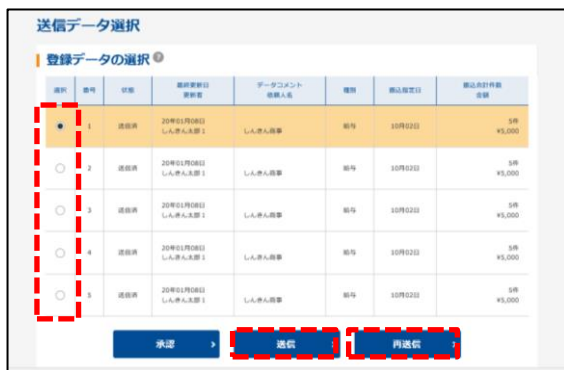 送信データ選択
登録データの選択 ?
選択 番号 状態 最終更新日 データコメント 種別 振込指定日 振込合計件数
更新者 依頼人名 金額
1 送信済 20年01月08日 しんきん商事 給与 10月02日 5件
しんきん太郎1 ¥5,000
2 送信済 20年01月08日 しんきん商事 給与 10月02日 5件
しんきん太郎1 ¥5,000
3 送信済 20年01月08日 しんきん商事 給与 10月02日 5件
しんきん太郎1 ¥5,000
4 送信済 20年01月08日 しんきん商事 給与 10月02日 5件
しんきん太郎1 ¥5,000
5 送信済 20年01月08日 しんきん商事 給与 10月02日 5件
しんきん太郎1 ¥5,000
承認 送信 再送信